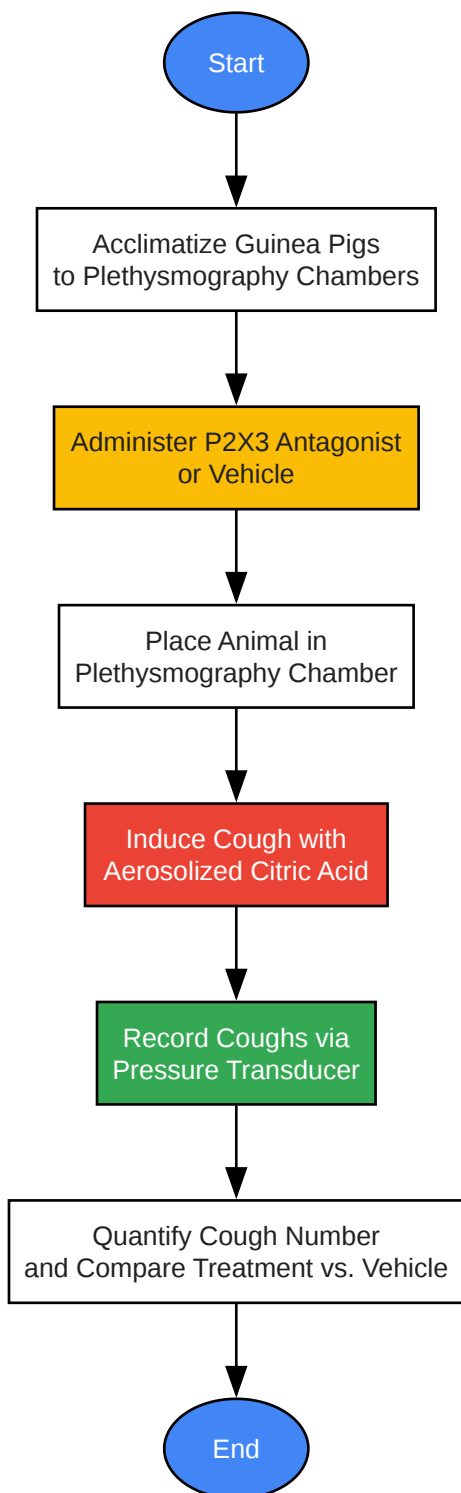 Start
Acclimatize Guinea Pigs
to Plethysmography Chambers
Administer P2X3 Antagonist
or Vehicle
Place Animal in
Plethysmography Chamber
Induce Cough with
Aerosolized Citric Acid
Record Coughs via
Pressure Transducer
Quantify Cough Number
and Compare Treatment vs. Vehicle
End